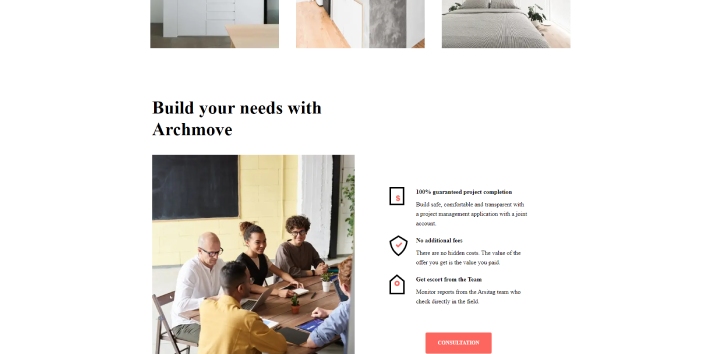 Build your needs with
Archmove
$
100% guaranteed project completion
Build safe, comfortable and transparent with
a project management application with a joint
account.
No additional fees
There are no hidden costs. The value of the
offer you get is the value you paid.
Get escort from the Team
Monitor reports from the Arsitag team who
check directly in the field.
CONSULTATION